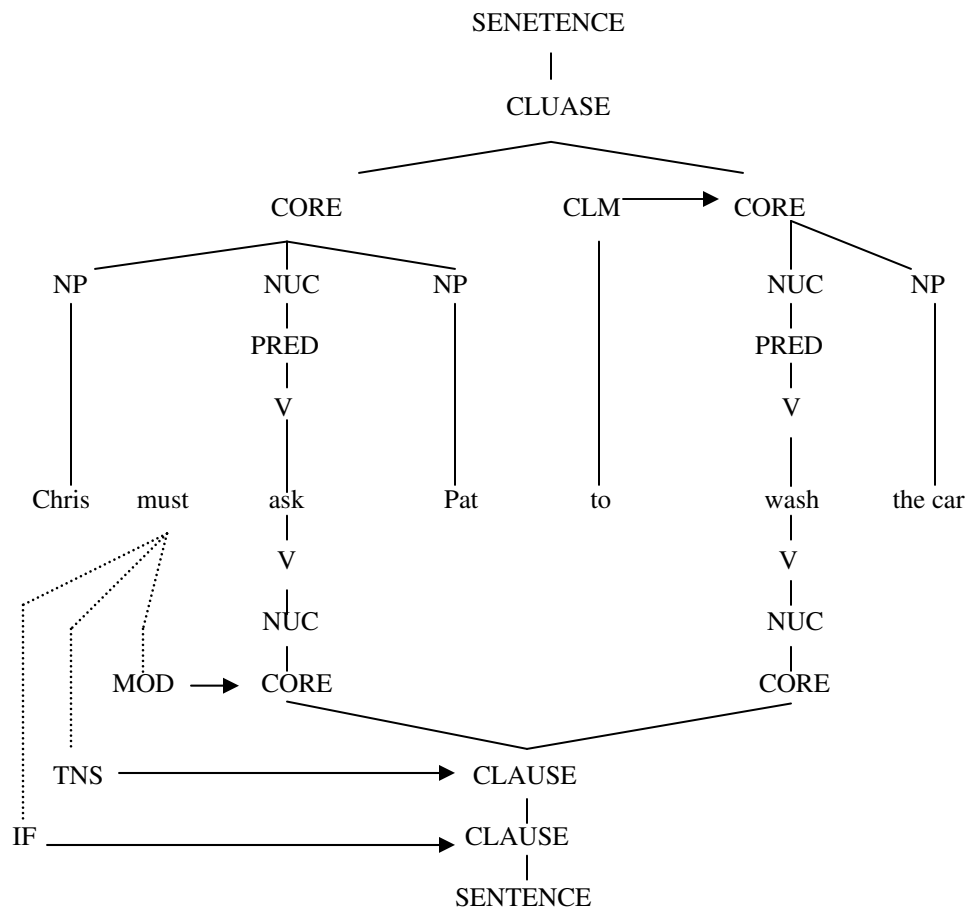 SENETENCE
CLUASE
CORE CLM CORE
NP NUC NP NUC NP
PRED PRED
V V
Chris must ask Pat to wash the car
V V
NUC NUC
MOD CORE CORE
TNS CLAUSE
IF CLAUSE
SENTENCE